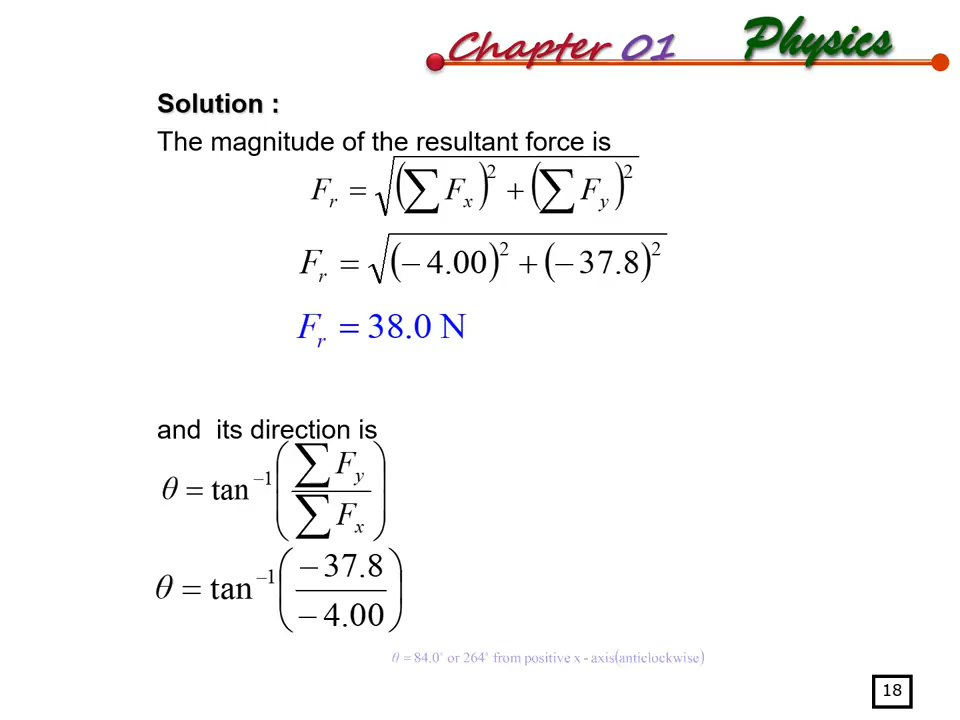 Chapter 01 Physics
Solution :
The magnitude of the resultant force is
F_r = √((∑F_x)² + (∑F_y)²)
F_r = √((−4.00)² + (−37.8)²)
F_r = 38.0 N
and its direction is
θ = tan⁻¹(∑F_y / ∑F_x)
θ = tan⁻¹(−37.8 / −4.00)
θ = 84.0° or 264° from positive x - axis(anticlockwise)
18